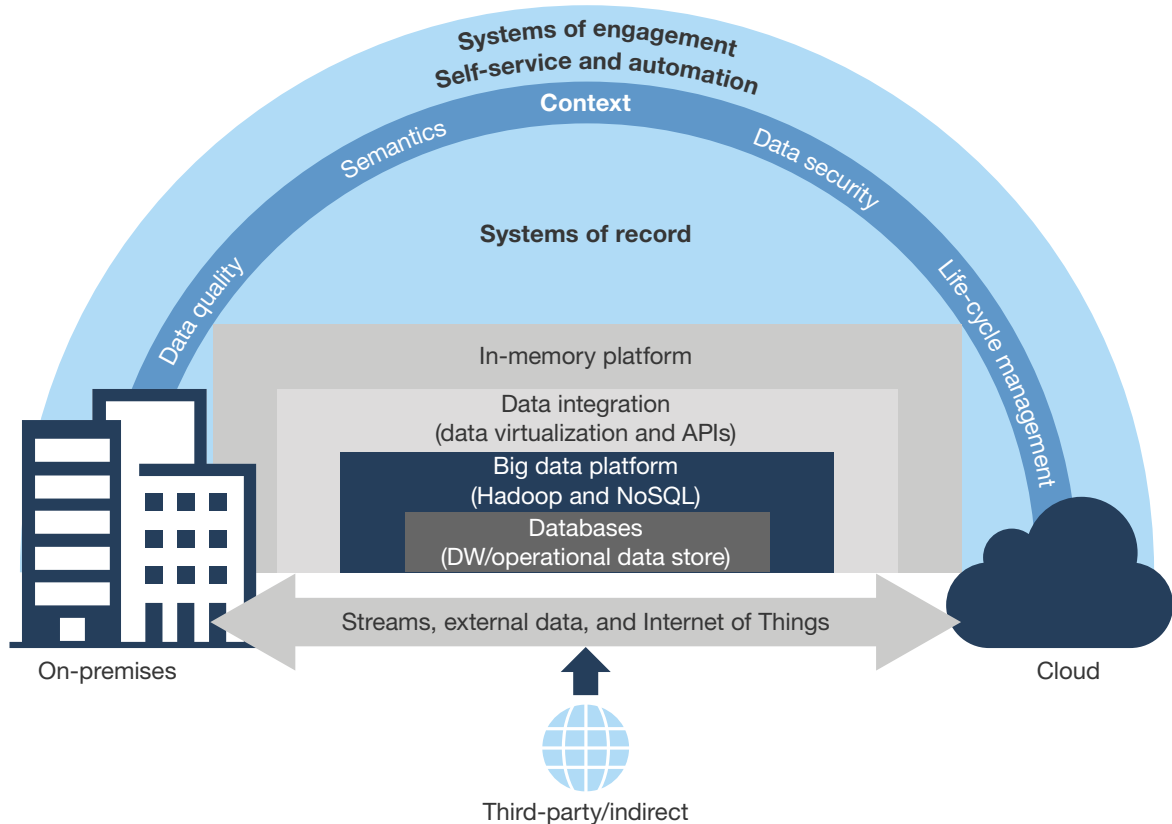 Systems of engagement
Self-service and automation
Context
Semantics
Data security
Data quality
Life-cycle management
Systems of record
In-memory platform
Data integration
(data virtualization and APIs)
Big data platform
(Hadoop and NoSQL)
Databases
(DW/operational data store)
Streams, external data, and Internet of Things
On-premises
Cloud
Third-party/indirect